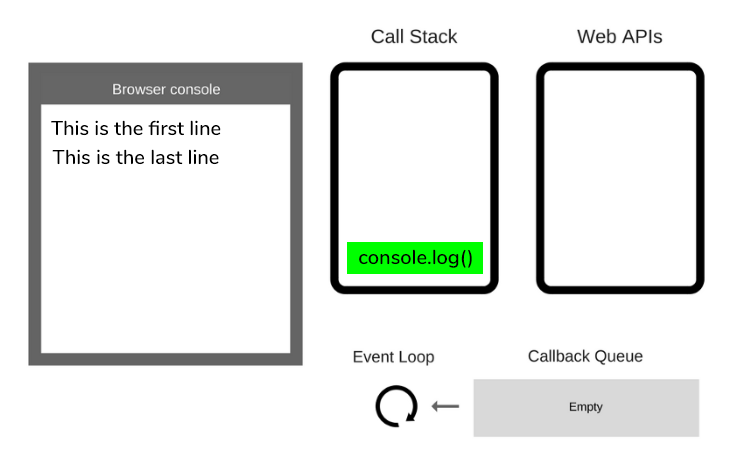 Call Stack
Web APIs
Browser console
This is the first line
This is the last line
console.log()
Event Loop
Callback Queue
Empty